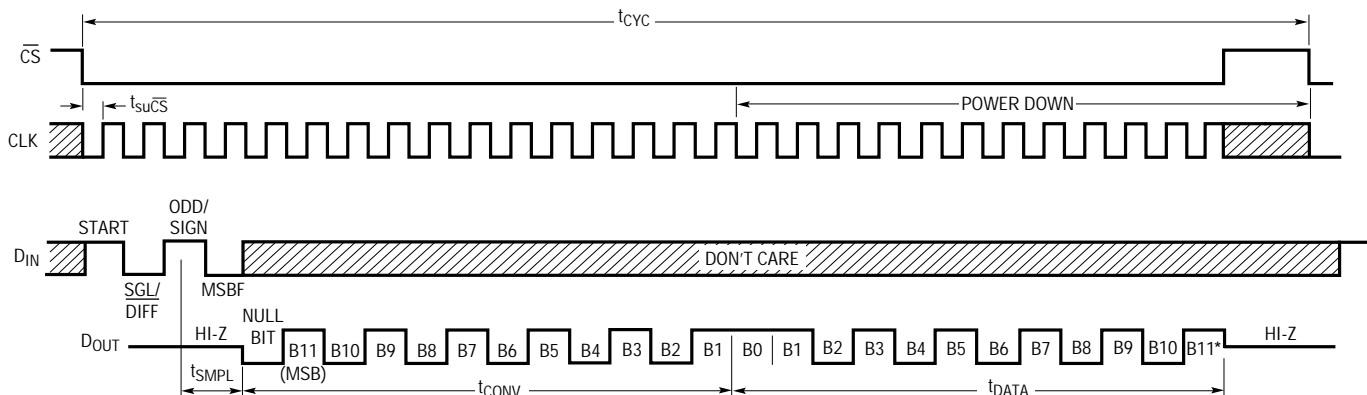 tCYC
CS
tsuCS
POWER DOWN
CLK
START
ODD/
SIGN
DIN
DON'T CARE
SGL/
DIFF
MSBF
NULL
BIT
DOUT
HI-Z
B11
(MSB)
B10
B9
B8
B7
B6
B5
B4
B3
B2
B1
B0
B1
B2
B3
B4
B5
B6
B7
B8
B9
B10
B11*
HI-Z
tSMPL
tCONV
tDATA